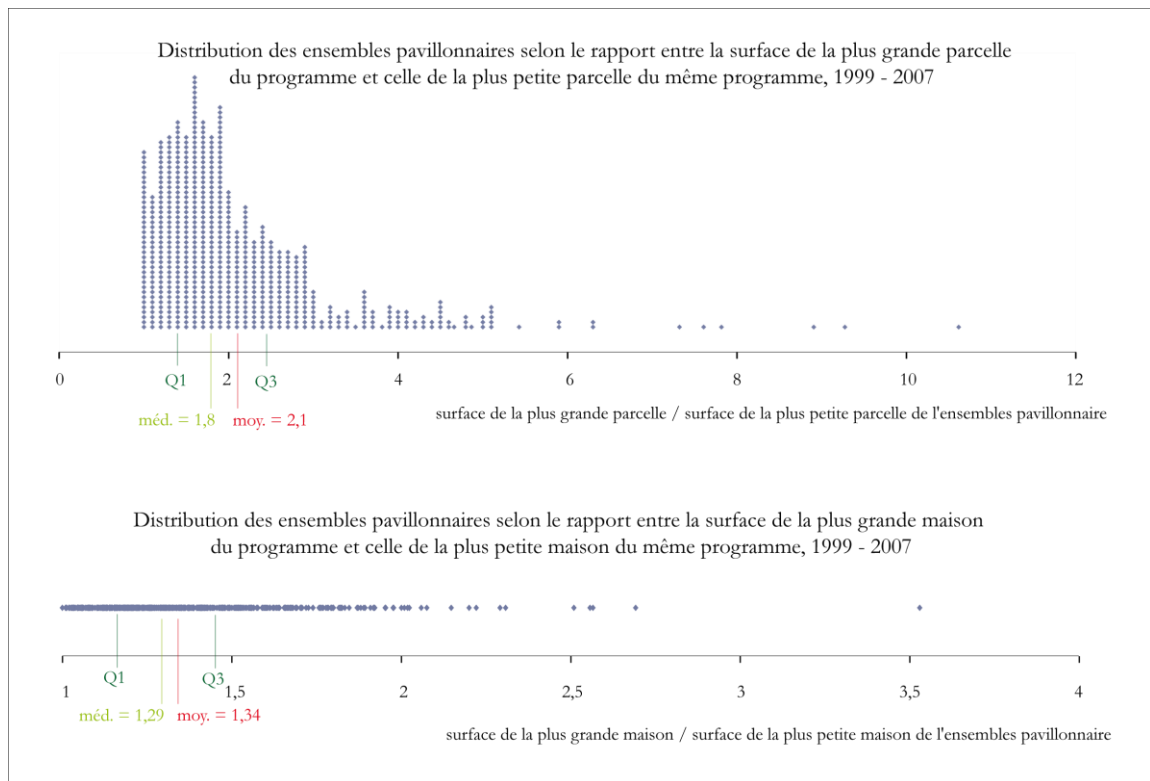 Distribution des ensembles pavillonnaires selon le rapport entre la surface de la plus grande parcelle
du programme et celle de la plus petite parcelle du même programme, 1999 - 2007
0 2 4 6 8 10 12
Q1 Q3
méd. = 1,8 moy. = 2,1
surface de la plus grande parcelle / surface de la plus petite parcelle de l'ensembles pavillonnaire
Distribution des ensembles pavillonnaires selon le rapport entre la surface de la plus grande maison
du programme et celle de la plus petite maison du même programme, 1999 - 2007
Q1 Q3
1 1,5 2 2,5 3 3,5 4
méd. = 1,29 moy. = 1,34
surface de la plus grande maison / surface de la plus petite maison de l'ensembles pavillonnaire